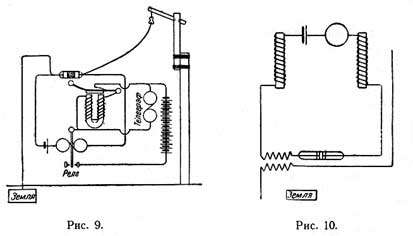 Телеграф
Реле
Земля
Рис. 9.
Земля
Рис. 10.